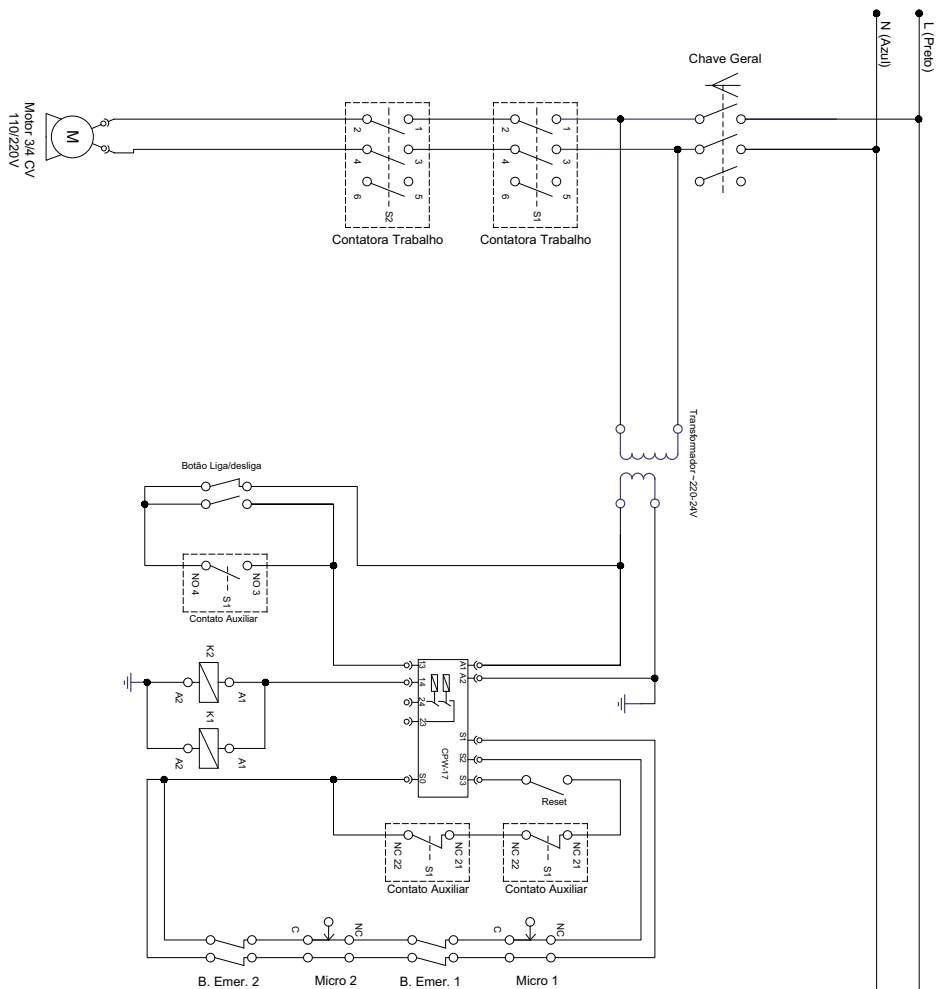 L (Preto)
N (Azul)
Chave Geral
1
2
3
4
5
6
S2
Contatora Trabalho
1
2
3
4
5
6
S1
Contatora Trabalho
M
Motor 3/4 CV
110/220V
Transformador ~220-24V
Botão Liga/desliga
NO 4
NO 3
S1
Contato Auxiliar
K2
A2
A1
K1
A2
A1
13
14
24
23
S0
A1
A2
S1
S2
S3
CPW-17
Reset
NC 22
NC 21
S1
Contato Auxiliar
NC 22
NC 21
S1
Contato Auxiliar
C
NC
C
NC
B. Emer. 2
Micro 2
B. Emer. 1
Micro 1